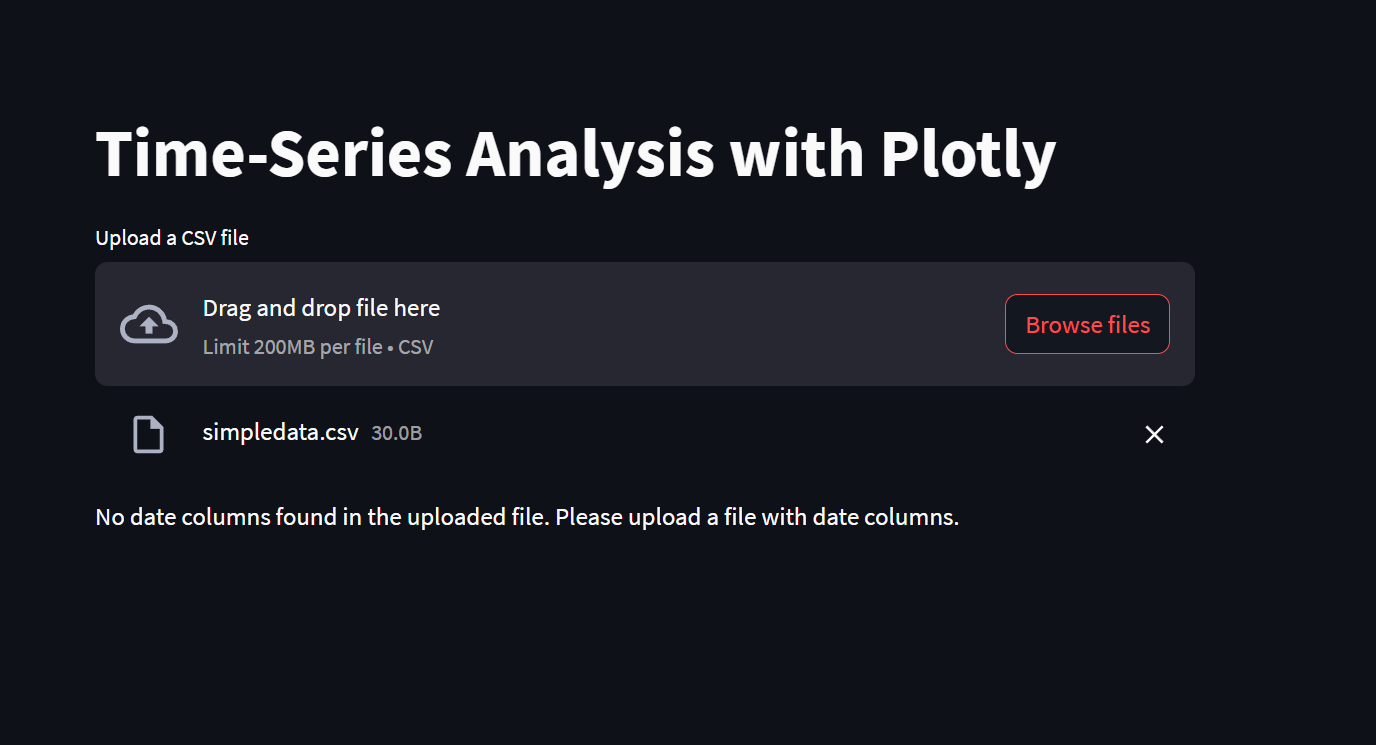 Time-Series Analysis with Plotly
Upload a CSV file
Drag and drop file here
Limit 200MB per file • CSV
Browse files
simpledata.csv 30.0B
No date columns found in the uploaded file. Please upload a file with date columns.